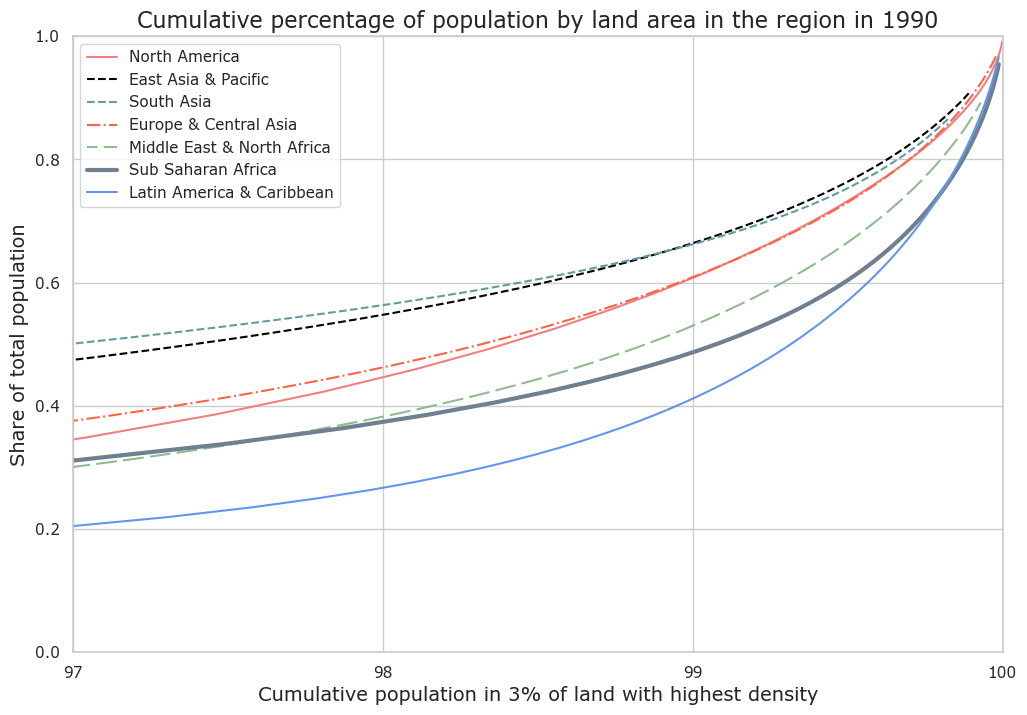 Cumulative percentage of population by land area in the region in 1990
1.0
North America
East Asia & Pacific
South Asia
Europe & Central Asia
Middle East & North Africa
Sub Saharan Africa
Latin America & Caribbean
0.8
0.6
0.4
0.2
0.0
Share of total population
97 98 99 100
Cumulative population in 3% of land with highest density